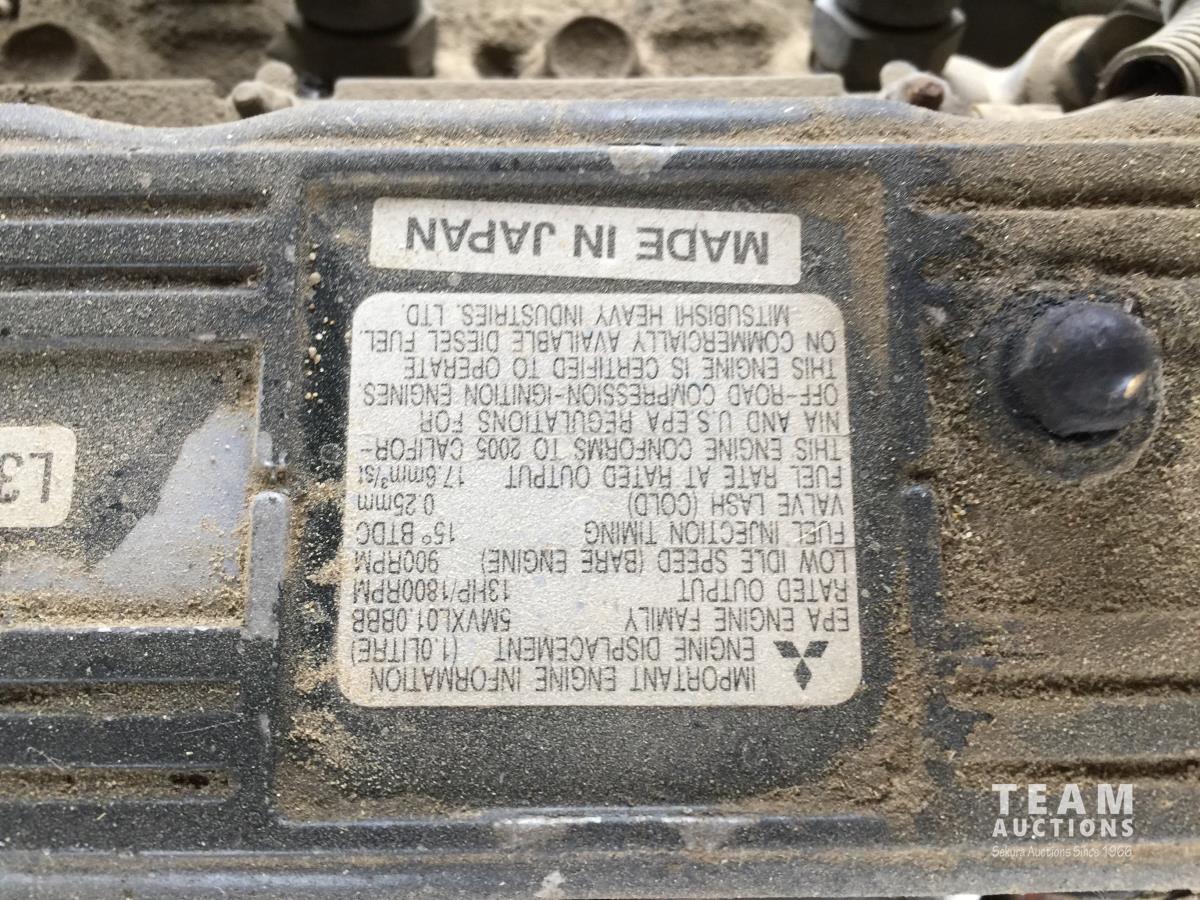 IMPORTANT ENGINE INFORMATION
ENGINE DISPLACEMENT (1.0LITRE)
EPA ENGINE FAMILY 5MVXL01.0BBB
RATED OUTPUT 13HP/1800RPM
LOW IDLE SPEED (BARE ENGINE) 900RPM
FUEL INJECTION TIMING 15° BTDC
VALVE LASH (COLD) 0.25mm
FUEL RATE AT RATED OUTPUT 17.6mm³/st
THIS ENGINE CONFORMS TO 2005 CALIFOR-
NIA AND U.S.EPA REGULATIONS FOR
OFF-ROAD COMPRESSION-IGNITION ENGINES
THIS ENGINE IS CERTIFIED TO OPERATE
ON COMMERCIALLY AVAILABLE DIESEL FUEL.
MITSUBISHI HEAVY INDUSTRIES, LTD.
MADE IN JAPAN
L3
TEAM
AUCTIONS
Sakura Auctions Since 1966